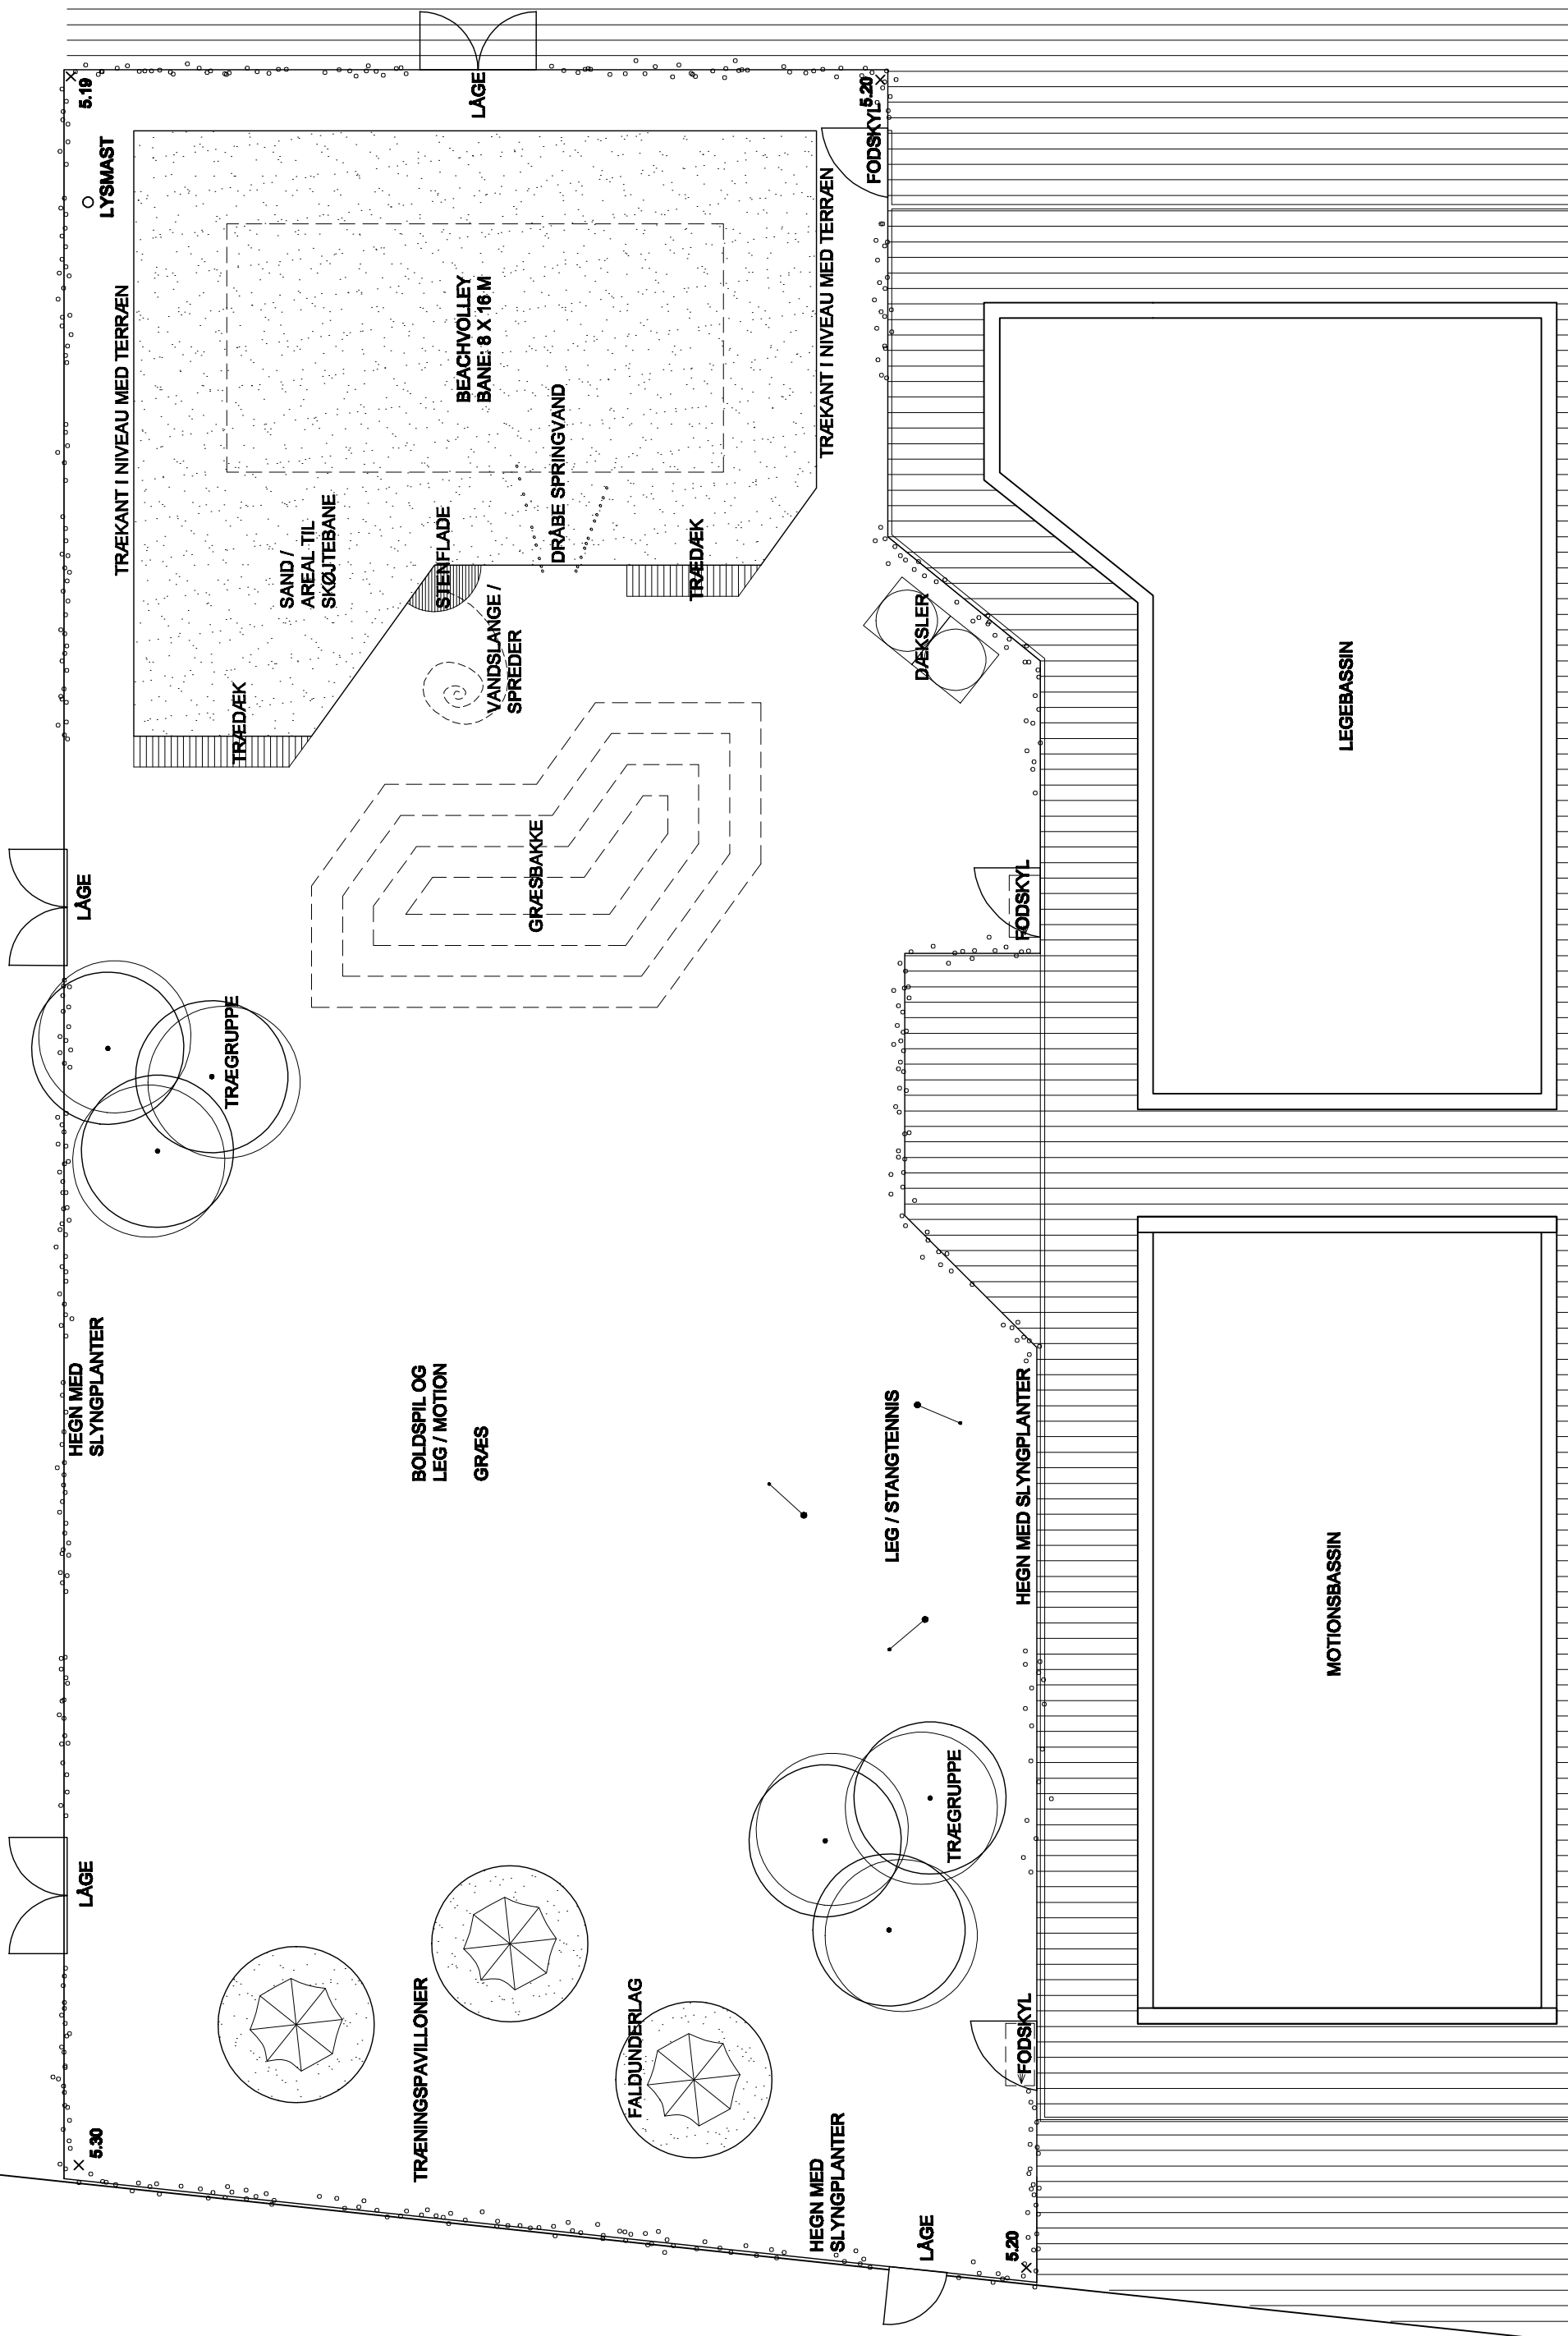 5.19
LYSMAST
LÅGE
5.20
FODSKYL
TRÆKANT I NIVEAU MED TERRÆN
TRÆKANT I NIVEAU MED TERRÆN
BEACHVOLLEY
BANE: 8 X 16 M
SAND /
AREAL TIL
SKØJTEBANE
STENFLADE
DRÅBE SPRINGVAND
TRÆDÆK
VANDSLANGE /
SPREDER
TRÆDÆK
DÆKSLER
LEGEBASSIN
LÅGE
GRÆSBAKKE
FODSKYL
TRÆGRUPPE
HEGN MED
SLYNGPLANTER
BOLDSPIL OG
LEG / MOTION
GRÆS
LEG / STANGTENNIS
HEGN MED SLYNGPLANTER
MOTIONSBASSIN
TRÆGRUPPE
LÅGE
TRÆNINGSPAVILLONER
FALDUNDERLAG
FODSKYL
5.30
HEGN MED
SLYNGPLANTER
LÅGE
5.20